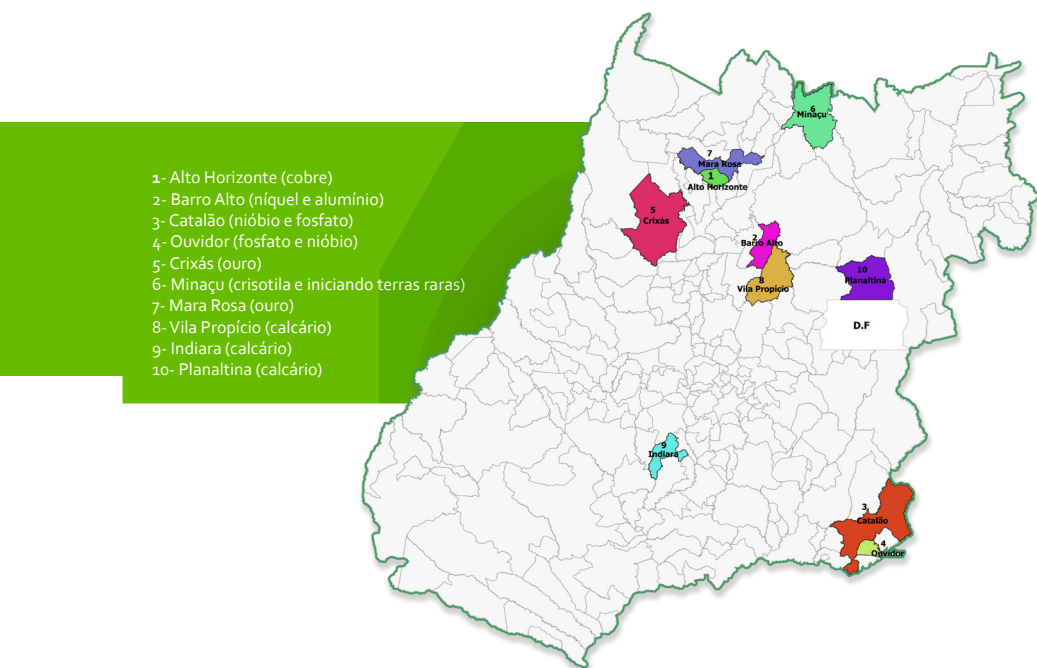 1- Alto Horizonte (cobre)
2- Barro Alto (níquel e alumínio)
3- Catalão (nióbio e fosfato)
4- Ouvidor (fosfato e nióbio)
5- Crixás (ouro)
6- Minaçu (crisotila e iniciando terras raras)
7- Mara Rosa (ouro)
8- Vila Propício (calcário)
9- Indiara (calcário)
10- Planaltina (calcário)
6
Minaçu
7
Mara Rosa
1
Alto Horizonte
5
Crixás
2
Barro Alto
8
Vila Propício
10
Planaltina
D.F
9
Indiara
3
Catalão
4
Ouvidor